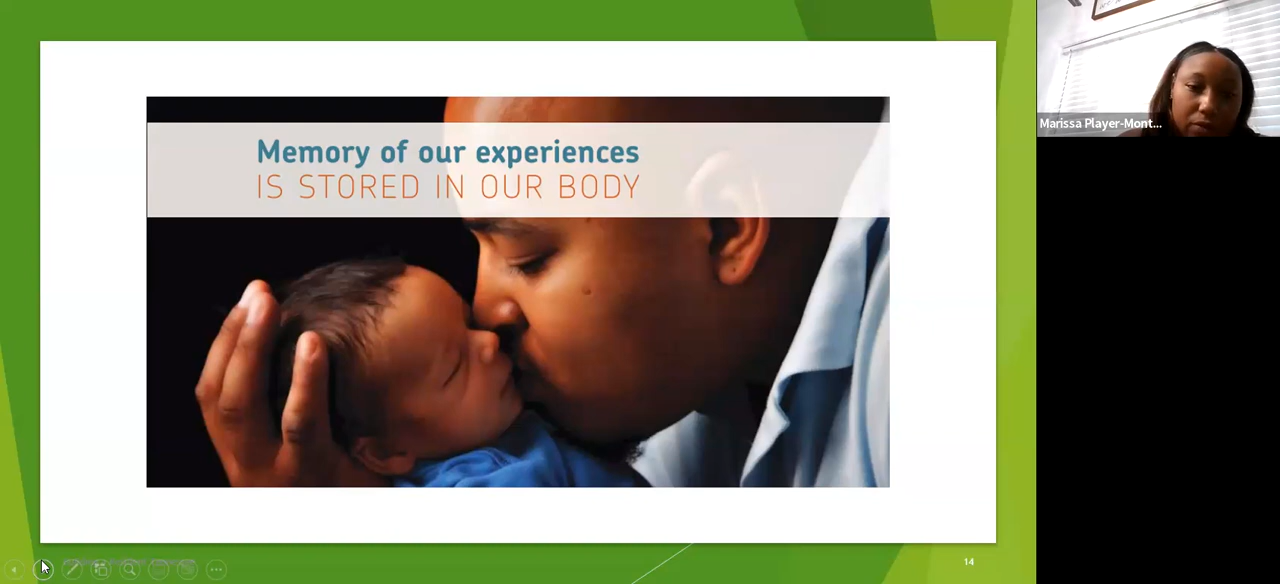 Memory of our experiences
IS STORED IN OUR BODY
Marissa Player-Mont...
14